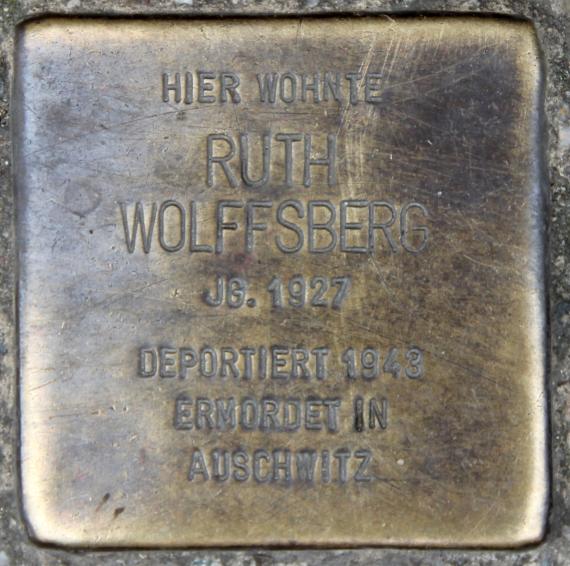 HIER WOHNTE
RUTH
WOLFFSBERG
JG. 1927
DEPORTIERT 1943
ERMORDET IN
AUSCHWITZ